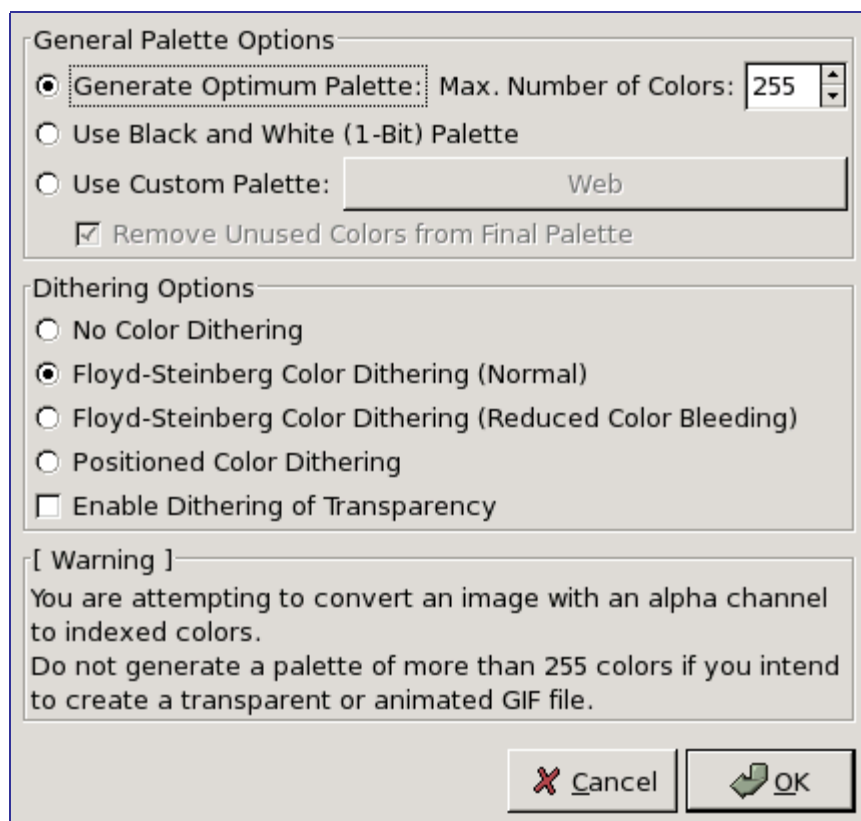 General Palette Options
Generate Optimum Palette: Max. Number of Colors: 255
Use Black and White (1-Bit) Palette
Use Custom Palette: Web
Remove Unused Colors from Final Palette
Dithering Options
No Color Dithering
Floyd-Steinberg Color Dithering (Normal)
Floyd-Steinberg Color Dithering (Reduced Color Bleeding)
Positioned Color Dithering
Enable Dithering of Transparency
[ Warning ]
You are attempting to convert an image with an alpha channel
to indexed colors.
Do not generate a palette of more than 255 colors if you intend
to create a transparent or animated GIF file.
Cancel OK